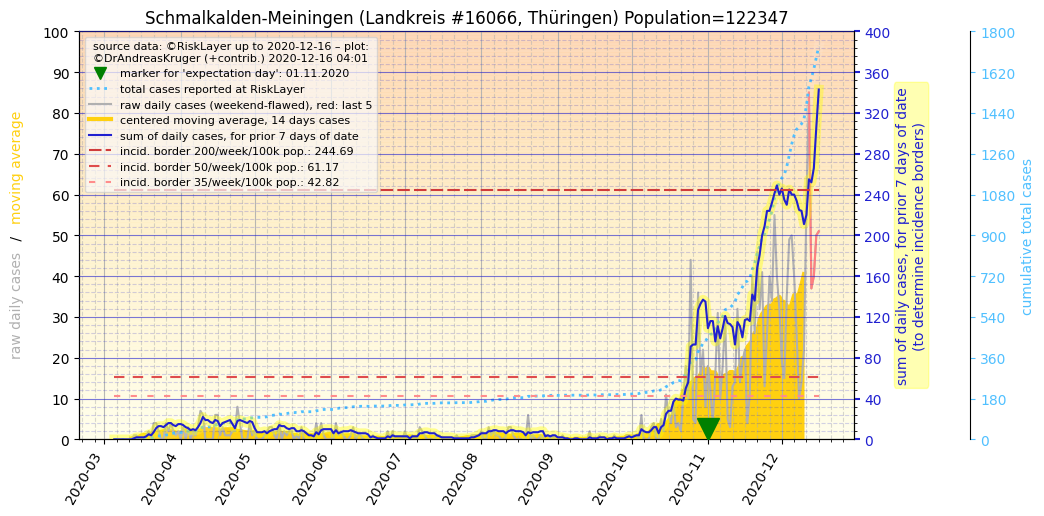 Schmalkalden-Meiningen (Landkreis #16066, Thüringen) Population=122347
source data: ©RiskLayer up to 2020-12-16 – plot:
©DrAndreasKruger (+contrib.) 2020-12-16 04:01
marker for 'expectation day': 01.11.2020
total cases reported at RiskLayer
raw daily cases (weekend-flawed), red: last 5
centered moving average, 14 days cases
sum of daily cases, for prior 7 days of date
incid. border 200/week/100k pop.: 244.69
incid. border 50/week/100k pop.: 61.17
incid. border 35/week/100k pop.: 42.82
raw daily cases / moving average
100
90
80
70
60
50
40
30
20
10
0
2020-03
2020-04
2020-05
2020-06
2020-07
2020-08
2020-09
2020-10
2020-11
2020-12
400
360
320
280
240
200
160
120
80
40
0
sum of daily cases, for prior 7 days of date
(to determine incidence borders)
1800
1620
1440
1260
1080
900
720
540
360
180
0
cumulative total cases